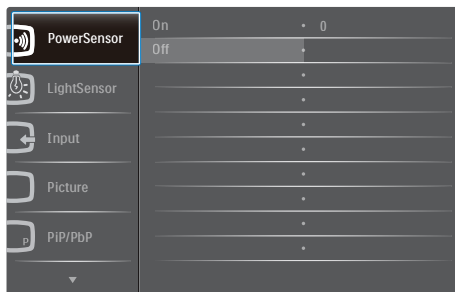 PowerSensor
On 0
Off
LightSensor
Input
Picture
P PiP/PbP